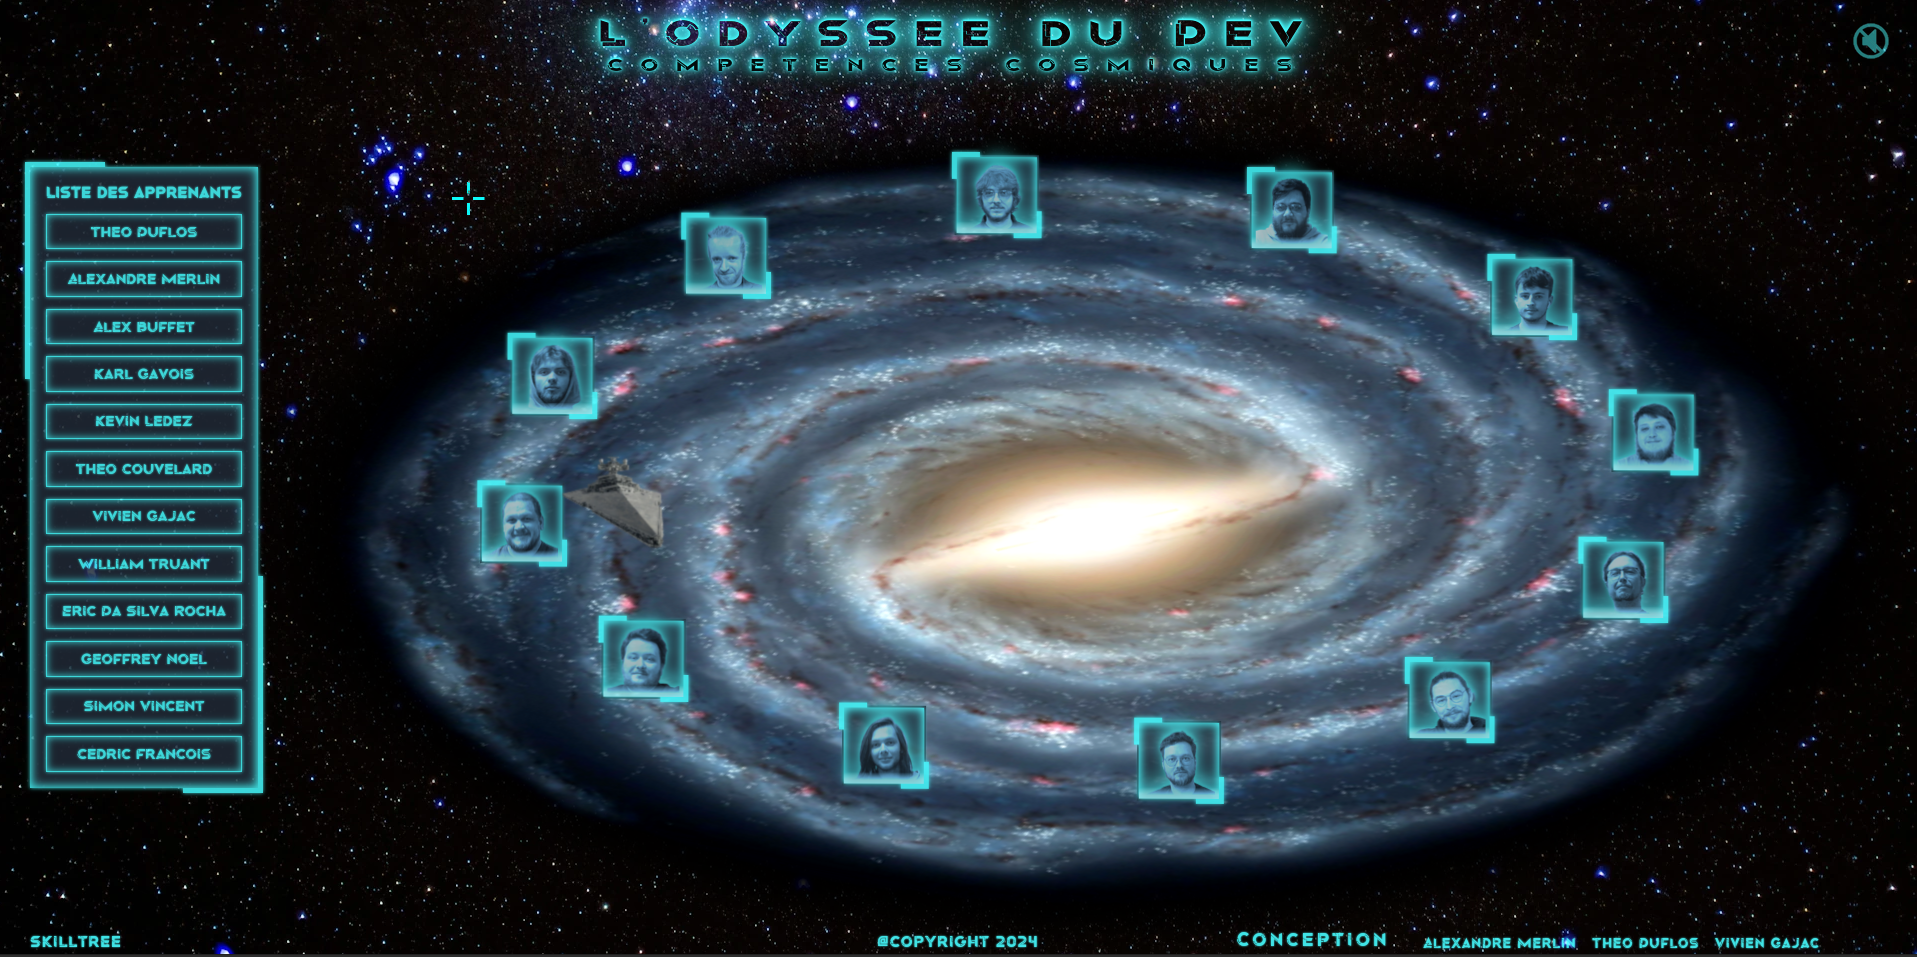 L'ODYSSEE DU DEV
COMPETENCES COSMIQUES
LISTE DES APPRENANTS
THEO DUFLOS
ALEXANDRE MERLIN
ALEX BUFFET
KARL GAVOIS
KEVIN LEDEZ
THEO COUVELARD
VIVIEN GAJAC
WILLIAM TRUANT
ERIC DA SILVA ROCHA
GEOFFREY NOEL
SIMON VINCENT
CEDRIC FRANCOIS
SKILLTREE
@COPYRIGHT 2024
CONCEPTION ALEXANDRE MERLIN THEO DUFLOS VIVIEN GAJAC